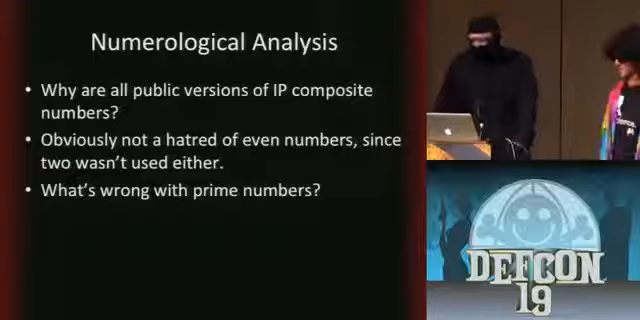 Numerological Analysis
• Why are all public versions of IP composite
numbers?
• Obviously not a hatred of even numbers, since
two wasn't used either.
• What's wrong with prime numbers?
DEFCON
19